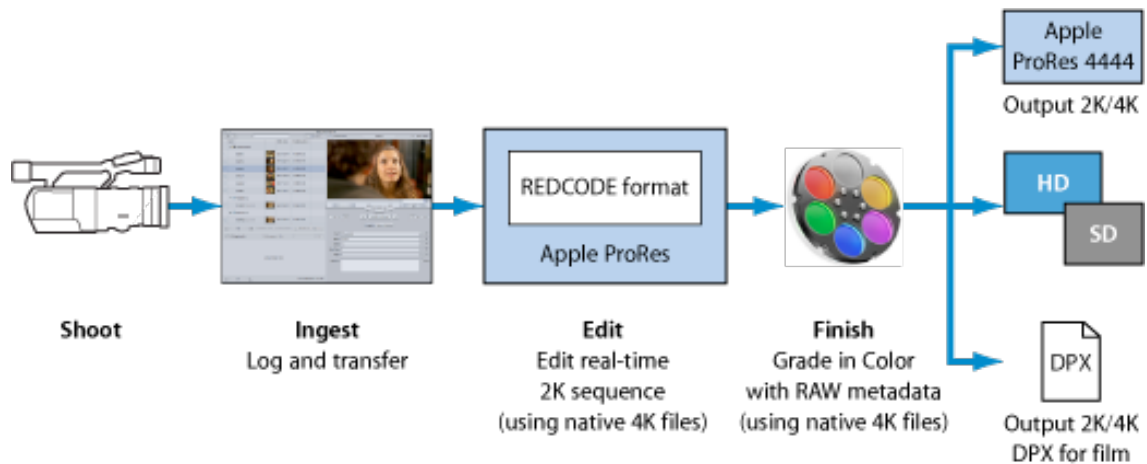 Apple
ProRes 4444
Output 2K/4K
REDCODE format
Apple ProRes
HD
SD
Shoot
Ingest
Log and transfer
Edit
Edit real-time
2K sequence
(using native 4K files)
Finish
Grade in Color
with RAW metadata
(using native 4K files)
DPX
Output 2K/4K
DPX for film